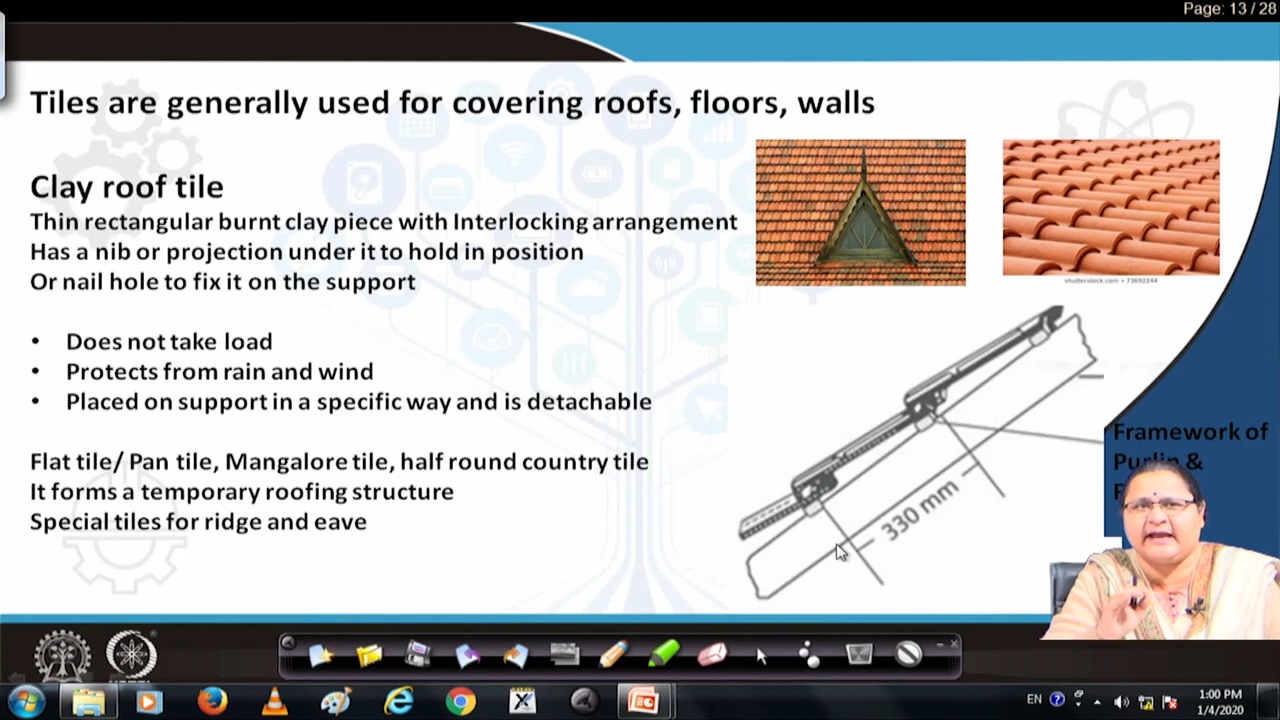 Page: 13 / 28
Tiles are generally used for covering roofs, floors, walls
Clay roof tile
Thin rectangular burnt clay piece with Interlocking arrangement
Has a nib or projection under it to hold in position
Or nail hole to fix it on the support
• Does not take load
• Protects from rain and wind
• Placed on support in a specific way and is detachable
Flat tile/ Pan tile, Mangalore tile, half round country tile
It forms a temporary roofing structure
Special tiles for ridge and eave
shutterstock.com • 73692244
330 mm
Framework of
Purlin &
EN
1:00 PM
1/4/2020